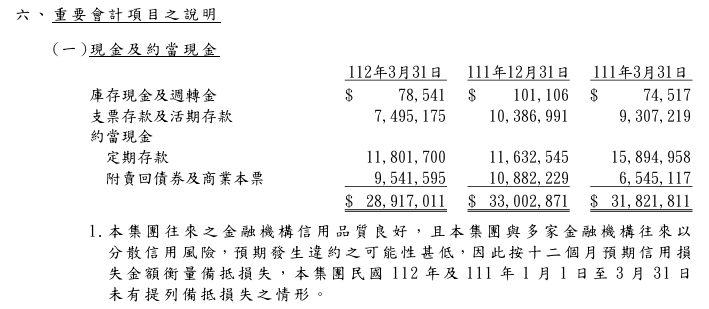 六、重要會計項目之說明
(一)現金及約當現金
112年3月31日 111年12月31日 111年3月31日
庫存現金及週轉金 $ 78,541 $ 101,106 $ 74,517
支票存款及活期存款 7,495,175 10,386,991 9,307,219
約當現金
定期存款 11,801,700 11,632,545 15,894,958
附賣回債券及商業本票 9,541,595 10,882,229 6,545,117
$ 28,917,011 $ 33,002,871 $ 31,821,811
1.本集團往來之金融機構信用品質良好，且本集團與多家金融機構往來以
分散信用風險，預期發生違約之可能性甚低，因此按十二個月預期信用損
失金額衡量備抵損失，本集團民國 112 年及 111 年 1 月 1 日至 3 月 31 日
未有提列備抵損失之情形。